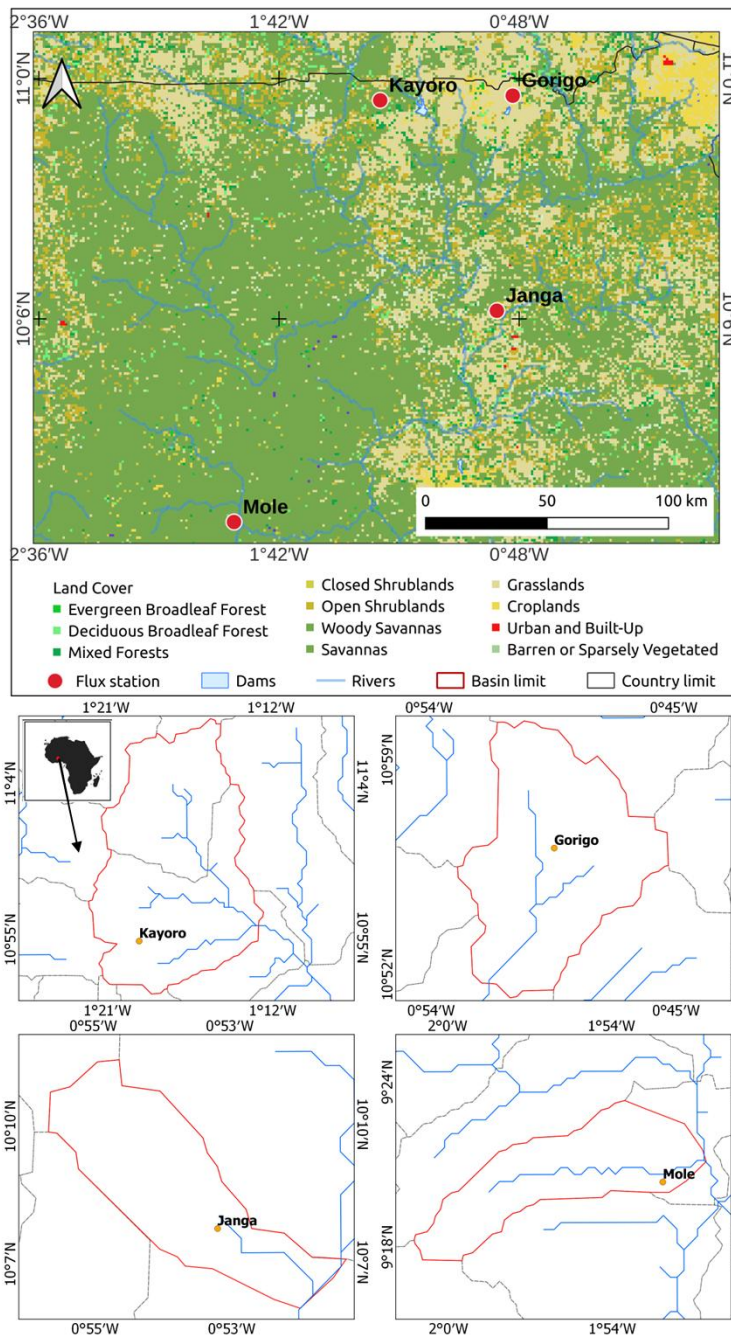 2°36'W 1°42'W 0°48'W
11°0'N
11°0'N
Kayoro
Gorigo
10°6'N
10°6'N
Janga
Mole
0 50 100 km
2°36'W 1°42'W 0°48'W
Land Cover
Evergreen Broadleaf Forest
Deciduous Broadleaf Forest
Mixed Forests
Closed Shrublands
Open Shrublands
Woody Savannas
Savannas
Grasslands
Croplands
Urban and Built-Up
Barren or Sparsely Vegetated
Flux station Dams Rivers Basin limit Country limit
1°21'W 1°12'W
11°4'N
11°4'N
Kayoro
10°55'N
10°55'N
1°21'W 1°12'W
0°54'W 0°45'W
10°59'N
Gorigo
10°52'N
0°54'W 0°45'W
0°55'W 0°53'W
10°10'N
10°10'N
Janga
10°7'N
10°7'N
0°55'W 0°53'W
2°0'W 1°54'W
9°24'N
Mole
9°18'N
2°0'W 1°54'W